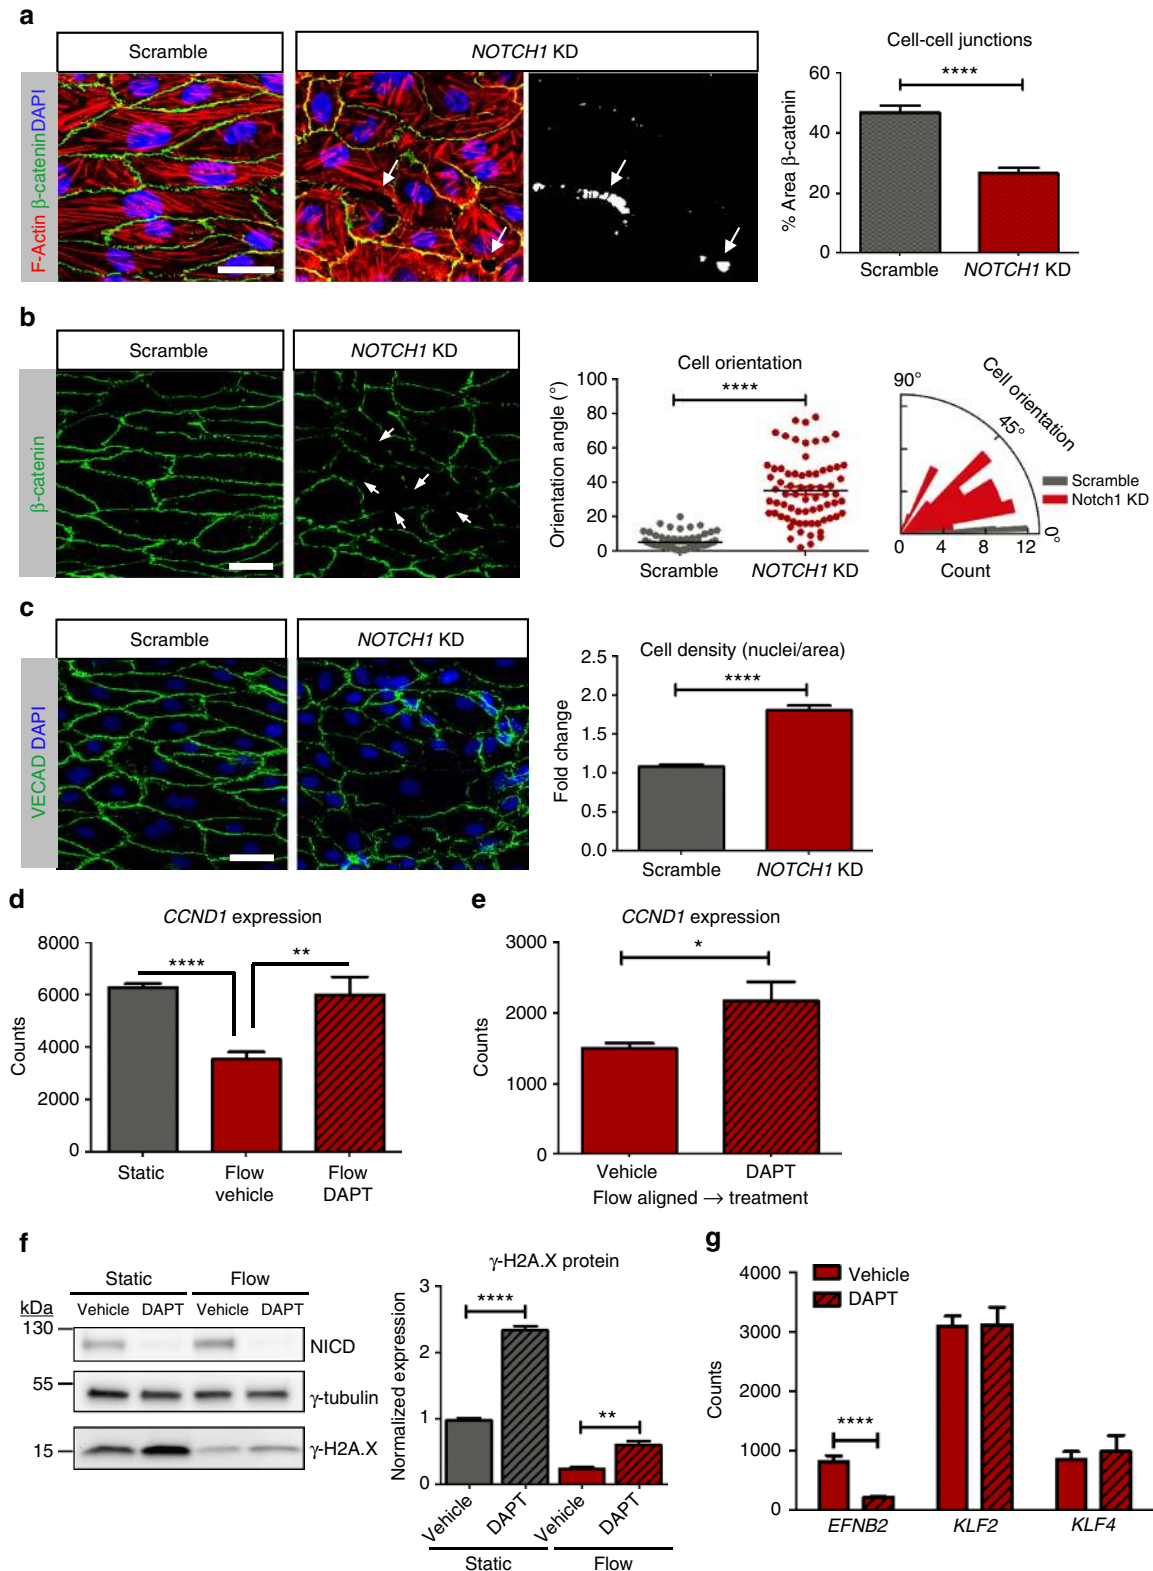 a
Scramble
NOTCH1 KD
F-Actin β-catenin DAPI
Cell-cell junctions
****
% Area β-catenin
60
40
20
0
Scramble
NOTCH1 KD
b
Scramble
NOTCH1 KD
β-catenin
Cell orientation
****
Orientation angle (°)
100
80
60
40
20
0
Scramble
NOTCH1 KD
90°
Cell orientation
45°
0°
Scramble
Notch1 KD
0 4 8 12
Count
c
Scramble
NOTCH1 KD
VECAD DAPI
Cell density (nuclei/area)
****
Fold change
2.5
2.0
1.5
1.0
0.5
0.0
Scramble
NOTCH1 KD
d
CCND1 expression
****
**
Counts
8000
6000
4000
2000
0
Static
Flow vehicle
Flow DAPT
e
CCND1 expression
*
Counts
3000
2000
1000
0
Vehicle
DAPT
Flow aligned → treatment
f
Static
Flow
kDa
Vehicle DAPT Vehicle DAPT
130
NICD
55
γ-tubulin
15
γ-H2A.X
γ-H2A.X protein
****
**
Normalized expression
3
2
1
0
Vehicle
DAPT
Vehicle
DAPT
Static
Flow
g
Vehicle
DAPT
Counts
4000
3000
2000
1000
0
****
EFNB2
KLF2
KLF4